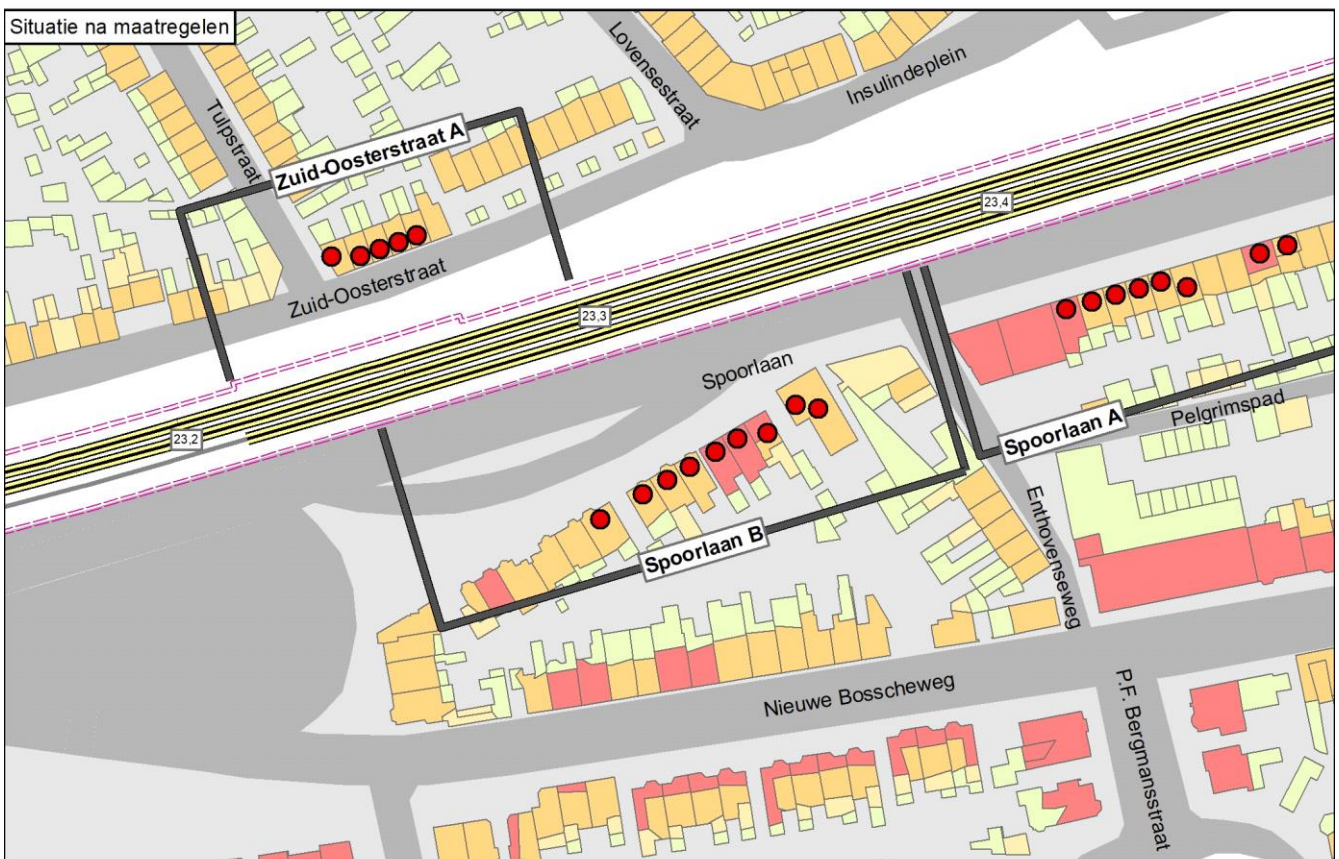 Situatie na maatregelen
Lovensestraat
Insulindeplein
Tulpstraat
Zuid-Oosterstraat A
23,4
Zuid-Oosterstraat
23,3
Spoorlaan
Pelgrimspad
23,2
Spoorlaan A
Spoorlaan B
Enthovenseweg
Nieuwe Bosscheweg
P.F. Bergmansstraat